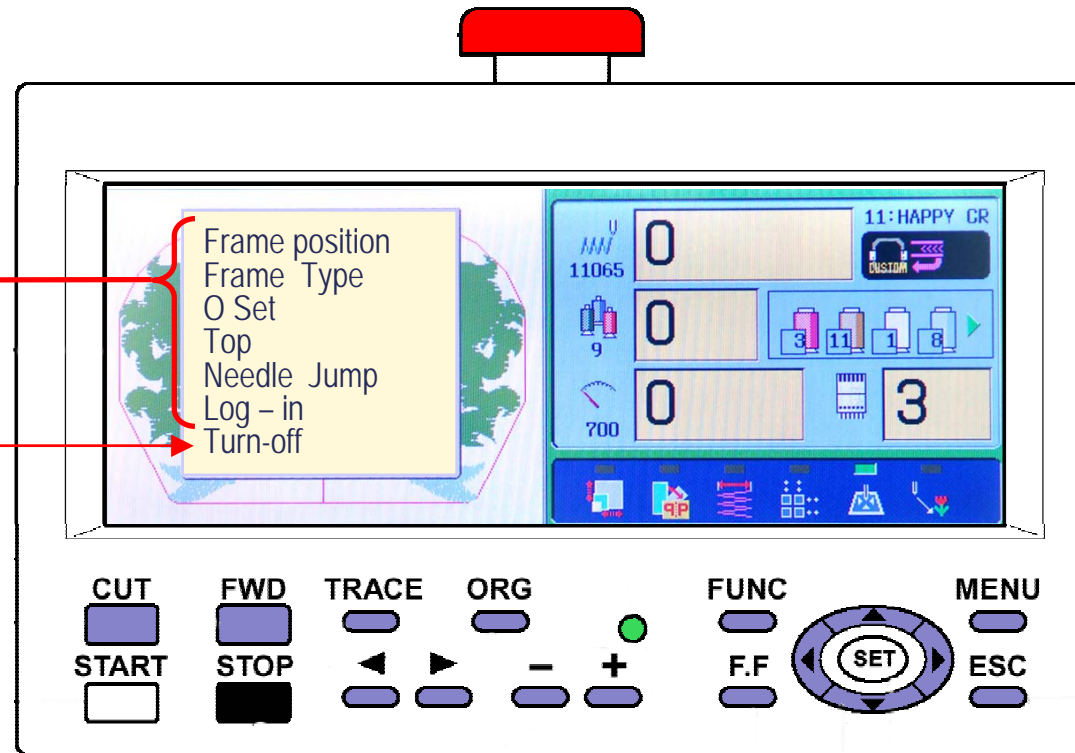 Frame position
Frame Type
O Set
Top
Needle Jump
Log – in
Turn-off
11:HAPPY CR
U
11065
0
CUSTOM
9
0
3
11
1
8
700
0
3
q p
U
CUT
FWD
TRACE
ORG
FUNC
MENU
START
STOP
–
+
F.F
SET
ESC